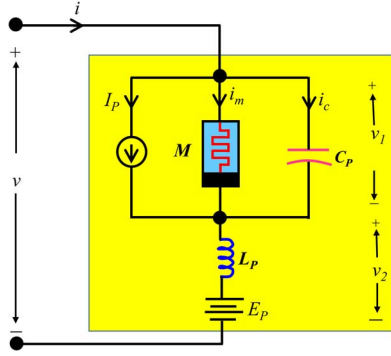 i
+
I_P
i_m
i_c
+
M
C_P
v_1
v
−
+
L_P
v_2
E_P
−
−